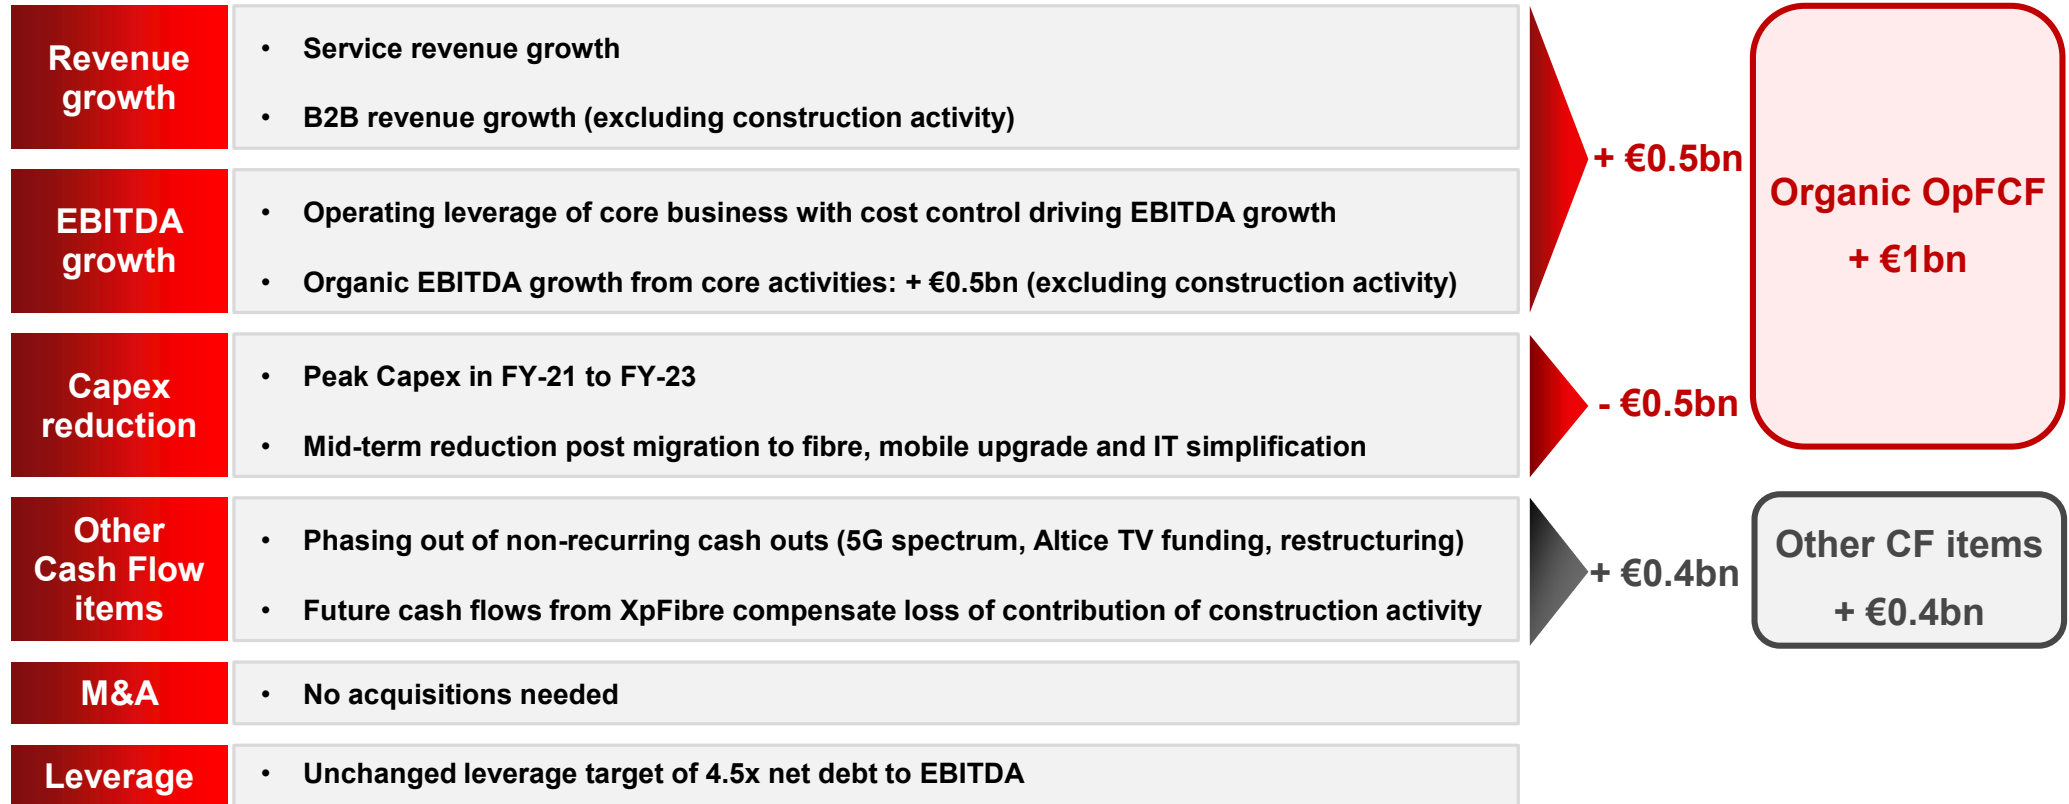 Revenue
growth
• Service revenue growth
• B2B revenue growth (excluding construction activity)
EBITDA
growth
• Operating leverage of core business with cost control driving EBITDA growth
• Organic EBITDA growth from core activities: + €0.5bn (excluding construction activity)
+ €0.5bn
Capex
reduction
• Peak Capex in FY-21 to FY-23
• Mid-term reduction post migration to fibre, mobile upgrade and IT simplification
- €0.5bn
Organic OpFCF
+ €1bn
Other
Cash Flow
items
• Phasing out of non-recurring cash outs (5G spectrum, Altice TV funding, restructuring)
• Future cash flows from XpFibre compensate loss of contribution of construction activity
+ €0.4bn
Other CF items
+ €0.4bn
M&A
• No acquisitions needed
Leverage
• Unchanged leverage target of 4.5x net debt to EBITDA